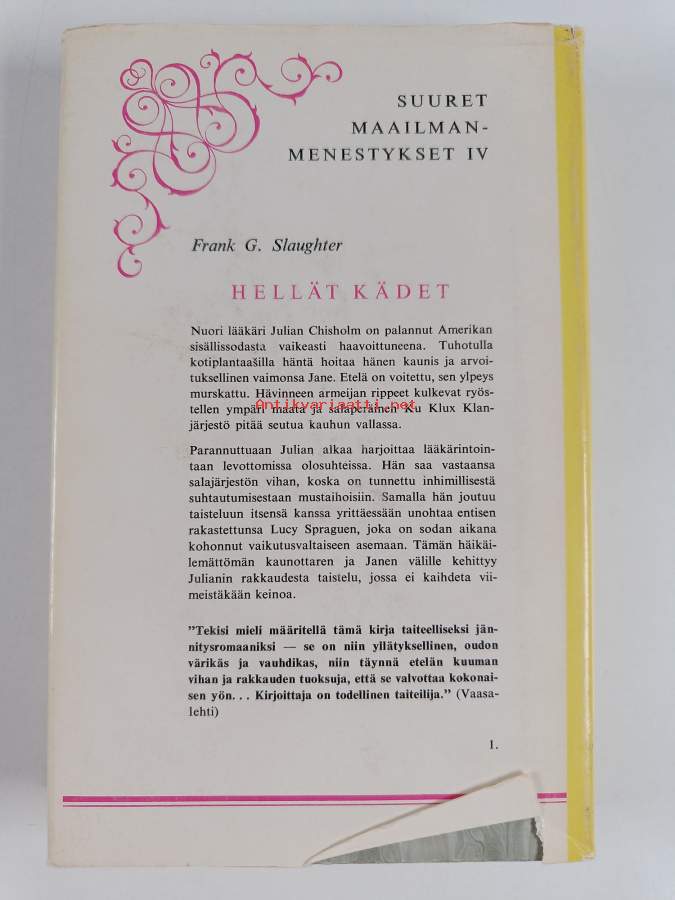 SUURET
MAAILMAN-
MENESTYKSET IV
Frank G. Slaughter
HELLÄT KÄDET
Nuori lääkäri Julian Chisholm on palannut Amerikan
sisällissodasta vaikeasti haavoittuneena. Tuhotulla
kotiplantaašilla häntä hoitaa hänen kaunis ja arvoi-
tuksellinen vaimonsa Jane. Etelä on voitettu, sen ylpeys
murskattu. Hävinneen armeijan rippeet kulkevat ryös-
Antikvariaatti.net
tellen ympäri maata ja salaperäinen Ku Klux Klan-
järjestö pitää seutua kauhun vallassa.
Parannuttuaan Julian alkaa harjoittaa lääkärintoin-
taan levottomissa olosuhteissa. Hän saa vastaansa
salajärjestön vihan, koska on tunnettu inhimillisestä
suhtautumisestaan mustaihoisiin. Samalla hän joutuu
taisteluun itsensä kanssa yrittäessään unohtaa entisen
rakastettunsa Lucy Spraguen, joka on sodan aikana
kohonnut vaikutusvaltaiseen asemaan. Tämän häikäi-
lemättömän kaunottaren ja Janen välille kehittyy
Julianin rakkaudesta taistelu, jossa ei kaihdeta vii-
meistäkään keinoa.
”Tekisi mieli määritellä tämä kirja taiteelliseksi jän-
nitysromaaniksi — se on niin yllätyksellinen, oudon
värikäs ja vauhdikas, niin täynnä etelän kuuman
vihan ja rakkauden tuoksuja, että se valvottaa kokonai-
sen yön... Kirjoittaja on todellinen taiteilija.” (Vaasa-
lehti)
1.